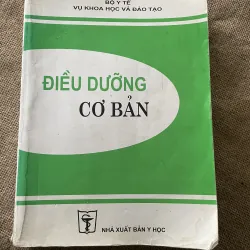 BỘ Y TẾ
VỤ KHOA HỌC VÀ ĐÀO TẠO
ĐIỀU DƯỠNG
CƠ BẢN
NHÀ XUẤT BẢN Y HỌC